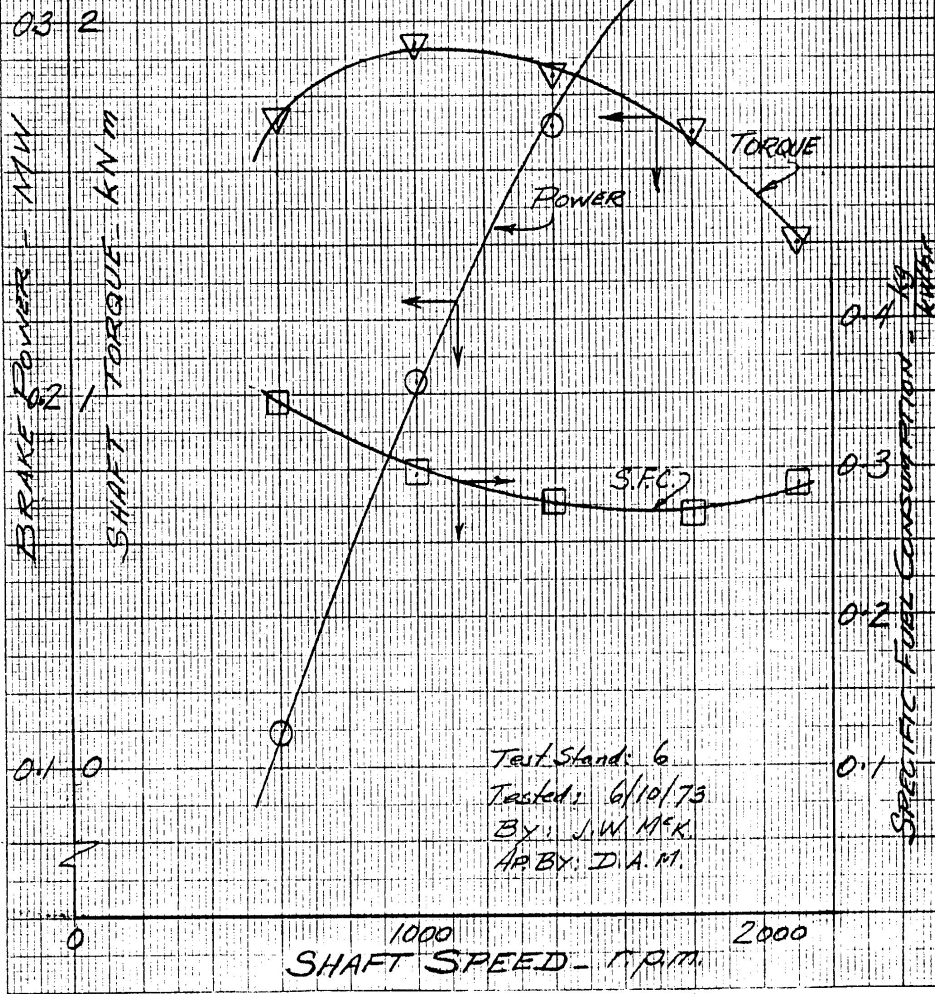 0.3 2
BRAKE POWER - MW
SHAFT TORQUE - KN m
TORQUE
POWER
0.4
SPECIFIC FUEL CONSUMPTION - kg
kWhr
0.2 1
0.3
S.F.C.
0.2
0.1 0
0.1
Test Stand: 6
Tested: 6/10/73
By: J.W. McK.
AP. BY: D.A.M.
0 1000 2000
SHAFT SPEED - r.p.m.